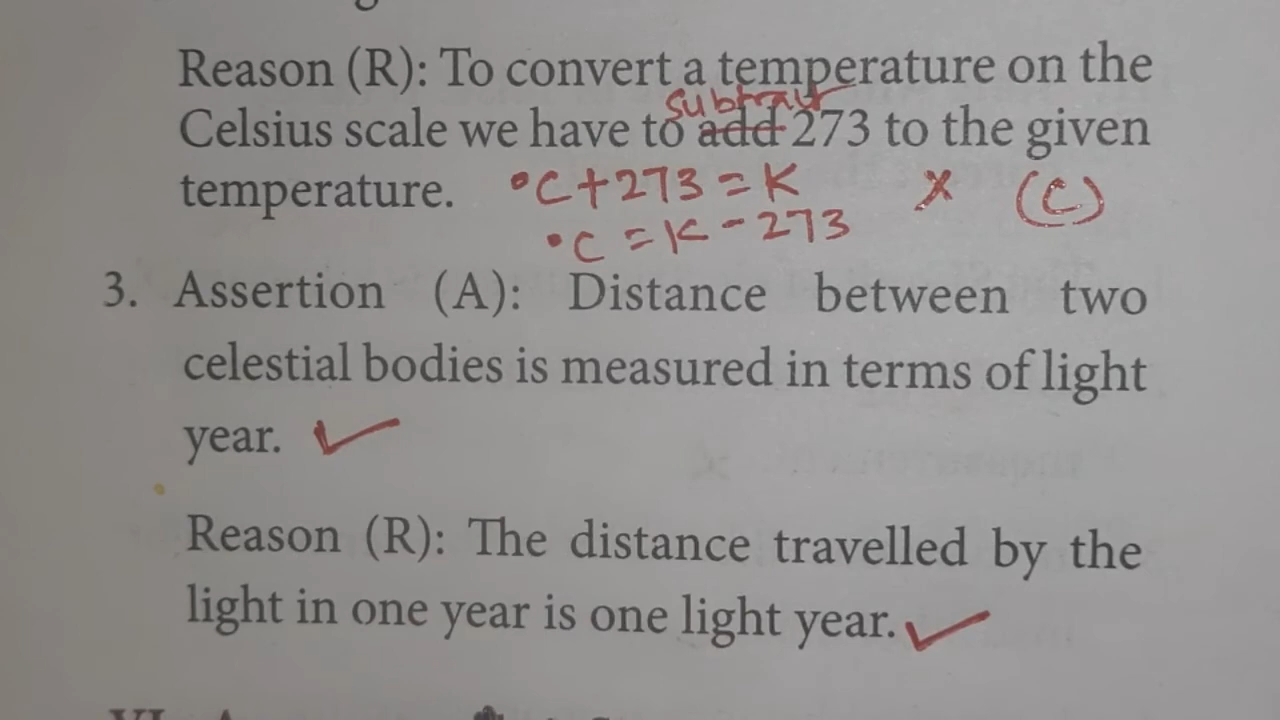 Reason (R): To convert a temperature on the
subtract
Celsius scale we have to add 273 to the given
temperature. °C+273=K × (C)
°C = K - 273
3. Assertion (A): Distance between two
celestial bodies is measured in terms of light
year. ✓
Reason (R): The distance travelled by the
light in one year is one light year. ✓